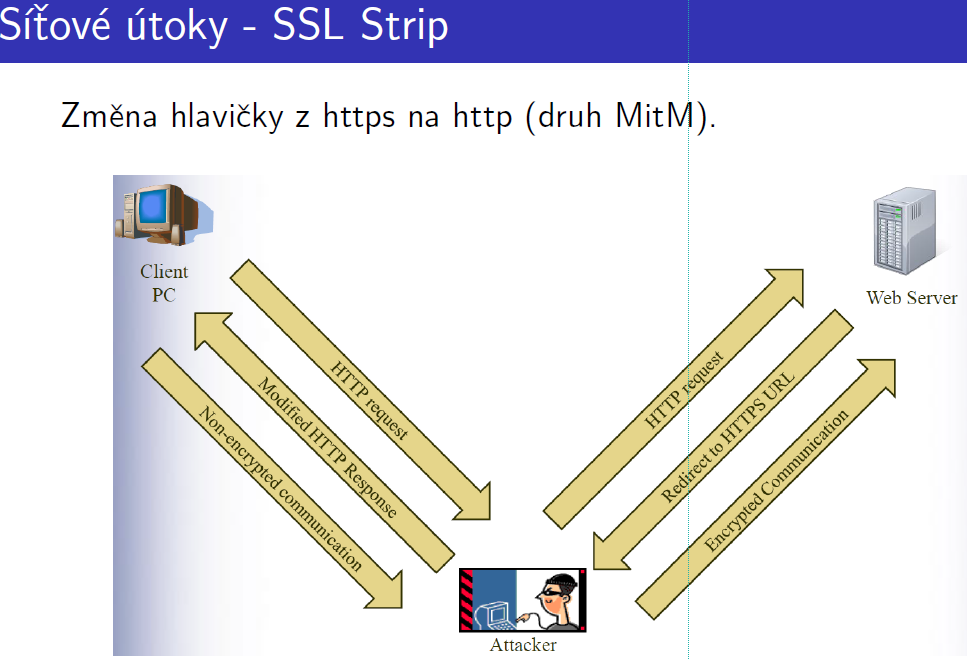 Síťové útoky - SSL Strip
Změna hlavičky z https na http (druh MitM).
Client
PC
Web Server
HTTP request
Modified HTTP Response
Non-encrypted communication
HTTP request
Redirect to HTTPS URL
Encrypted Communication
Attacker